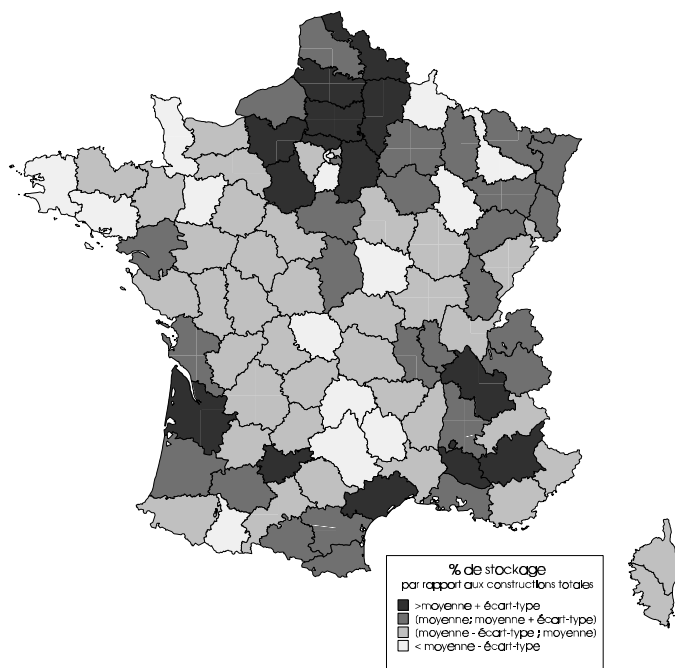 % de stockage
par rapport aux constructions totales
>moyenne + écart-type
(moyenne; moyenne + écart-type)
(moyenne - écart-type ; moyenne)
< moyenne - écart-type